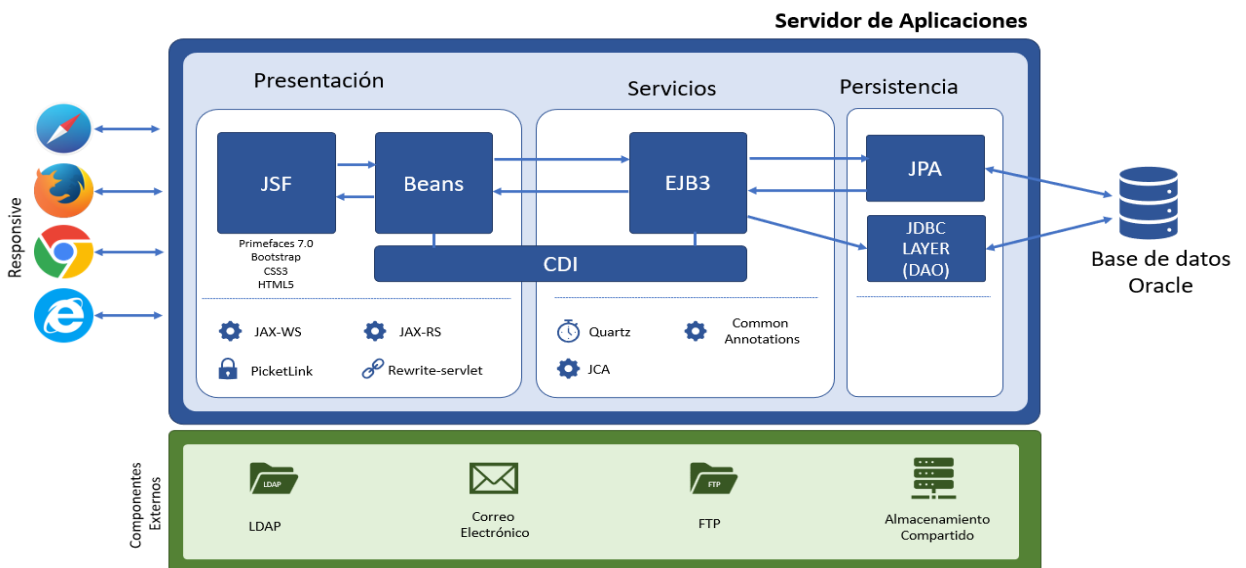 Servidor de Aplicaciones
Presentación
Servicios
Persistencia
Responsive
JSF
Beans
EJB3
JPA
JDBC
LAYER
(DAO)
Primefaces 7.0
Bootstrap
CSS3
HTML5
CDI
Base de datos
Oracle
JAX-WS
JAX-RS
PicketLink
Rewrite-servlet
Quartz
Common
Annotations
JCA
Componentes
Externos
LDAP
LDAP
Correo
Electrónico
FTP
FTP
Almacenamiento
Compartido